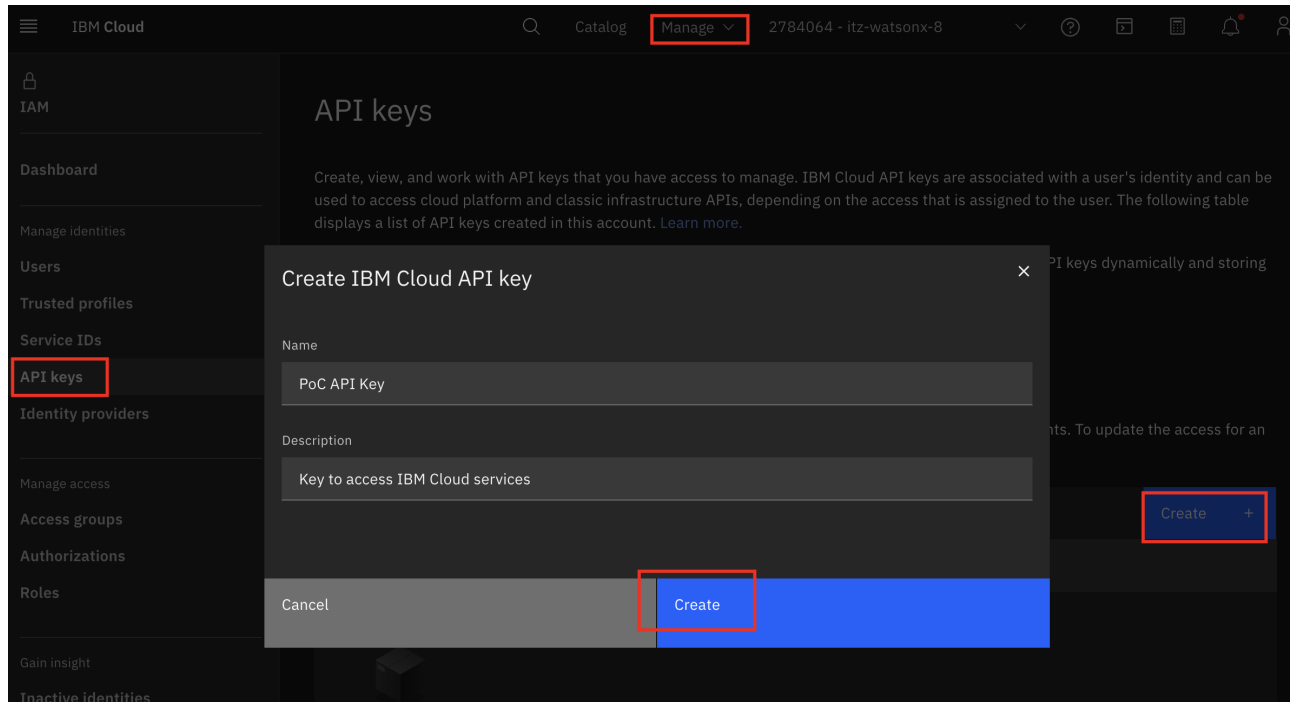 IBM Cloud
Catalog
Manage
2784064 - itz-watsonx-8
IAM
Dashboard
Manage identities
Users
Trusted profiles
Service IDs
API keys
Identity providers
Manage access
Access groups
Authorizations
Roles
Gain insight
Inactive identities
API keys
Create, view, and work with API keys that you have access to manage. IBM Cloud API keys are associated with a user's identity and can be
used to access cloud platform and classic infrastructure APIs, depending on the access that is assigned to the user. The following table
displays a list of API keys created in this account. Learn more.
PI keys dynamically and storing
nts. To update the access for an
Create +
Create IBM Cloud API key
Name
PoC API Key
Description
Key to access IBM Cloud services
Cancel
Create